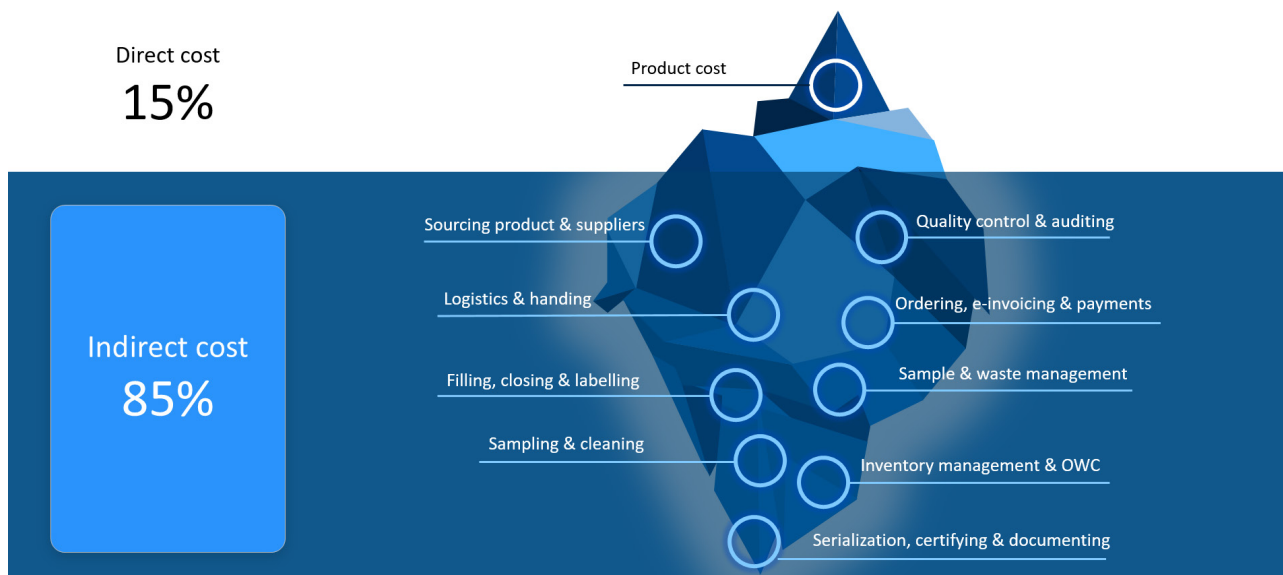 Direct cost
15%
Product cost
Sourcing product & suppliers
Quality control & auditing
Logistics & handing
Ordering, e-invoicing & payments
Indirect cost
85%
Filling, closing & labelling
Sample & waste management
Sampling & cleaning
Inventory management & OWC
Serialization, certifying & documenting